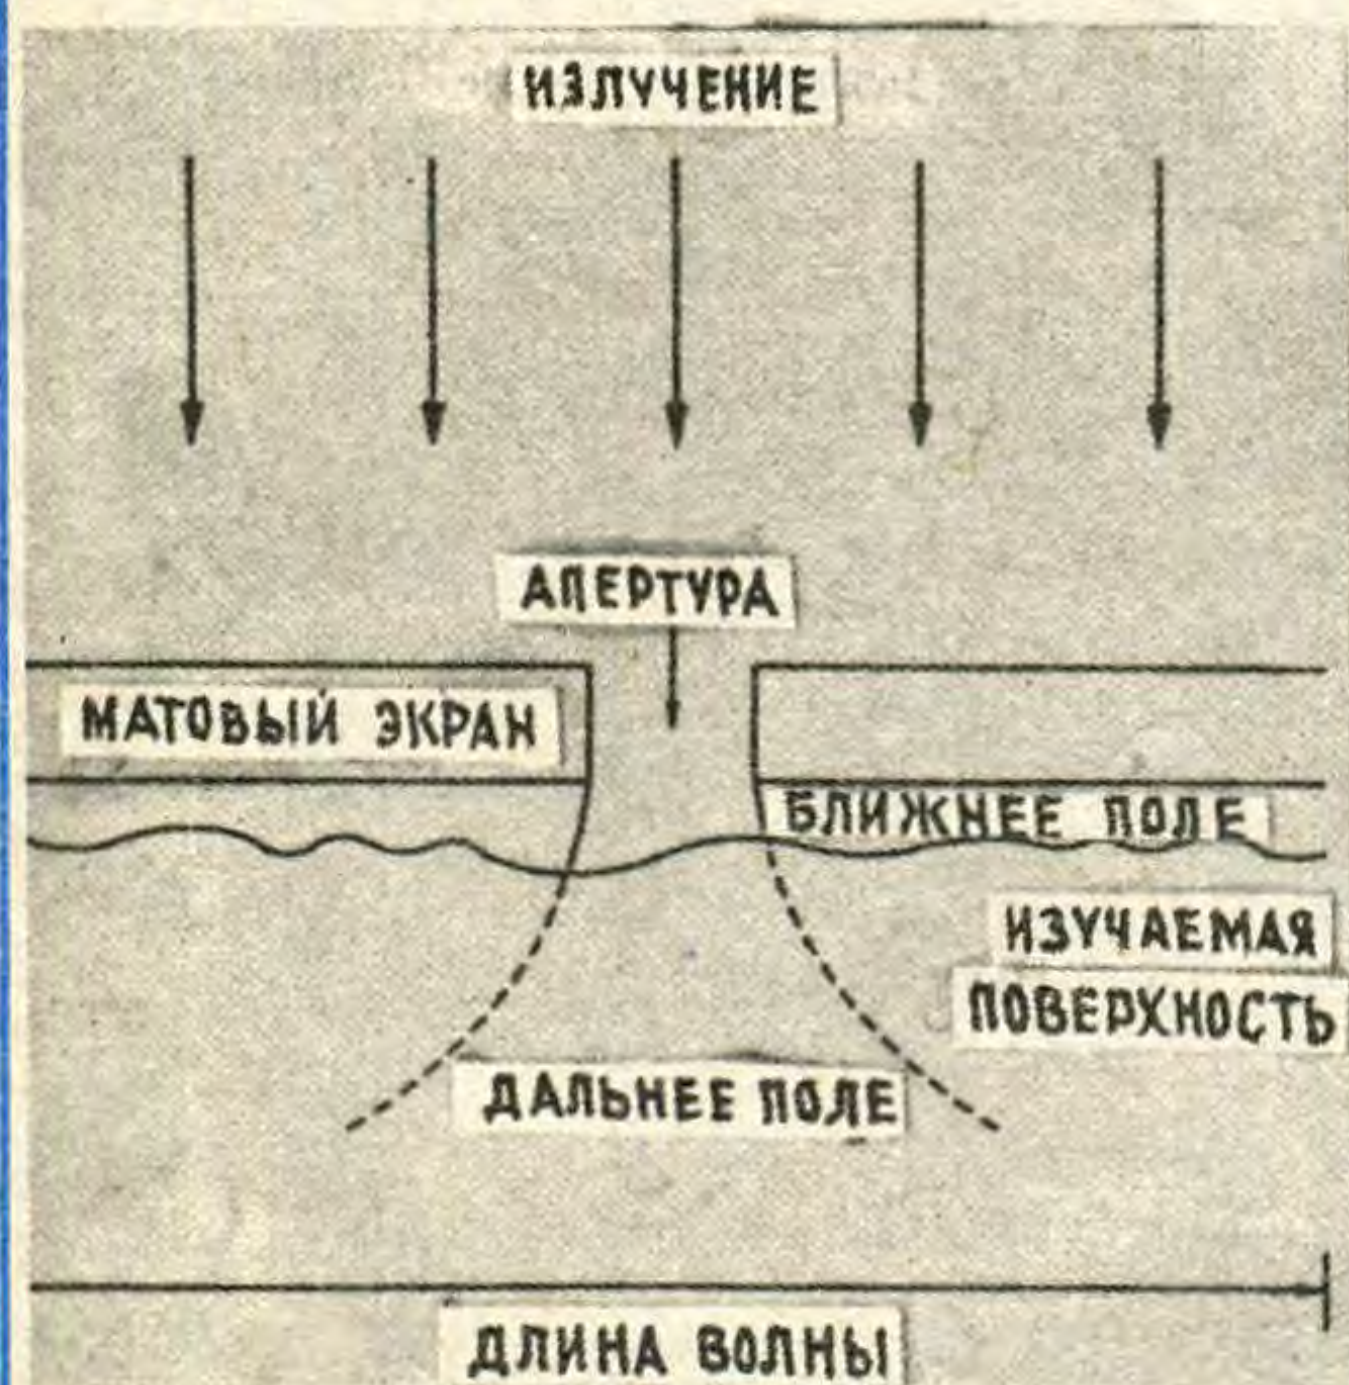 ИЗЛУЧЕНИЕ
АПЕРТУРА
МАТОВЫЙ ЭКРАН
БЛИЖНЕЕ ПОЛЕ
ИЗУЧАЕМАЯ
ПОВЕРХНОСТЬ
ДАЛЬНЕЕ ПОЛЕ
ДЛИНА ВОЛНЫ